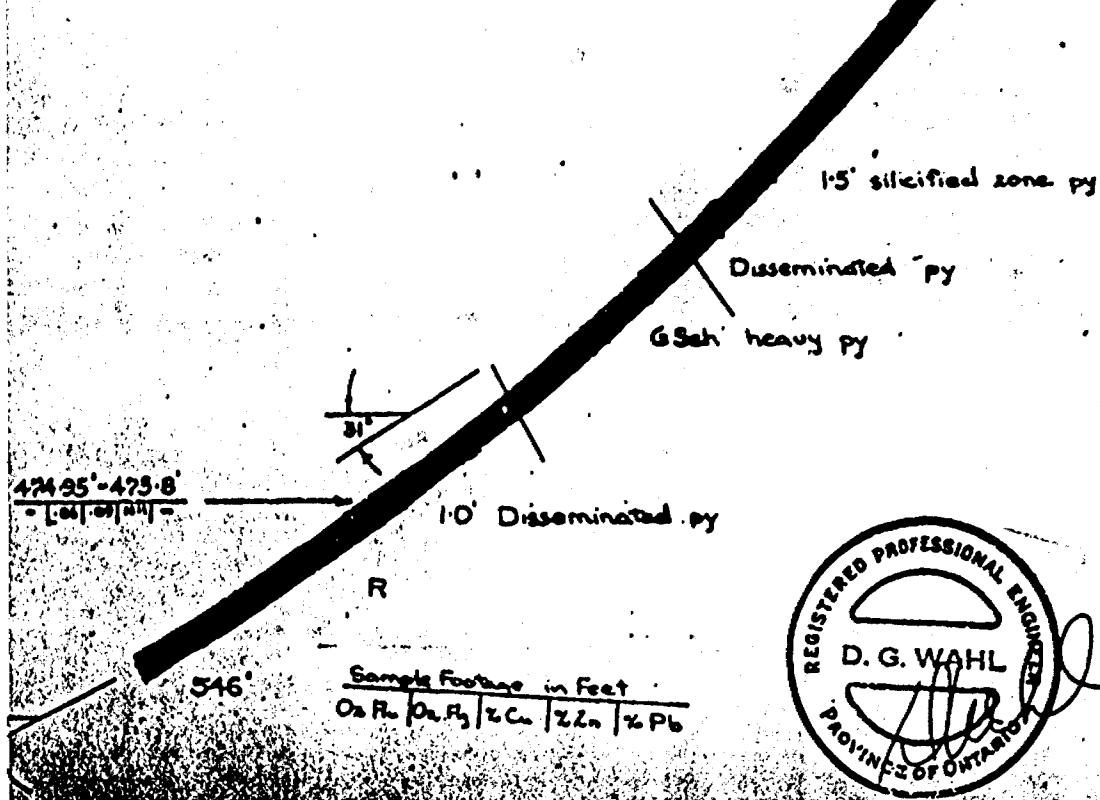 1.5' silicified zone py
Disseminated py
GSch heavy py
31°
474.95'-475.8'
1.0' Disseminated py
R
546'
Sample Footage in Feet
Oz Au | Oz Ag | % Cu | % Zn | % Pb
REGISTERED PROFESSIONAL ENGINEER
D. G. WAHL
PROVINCE OF ONTARIO